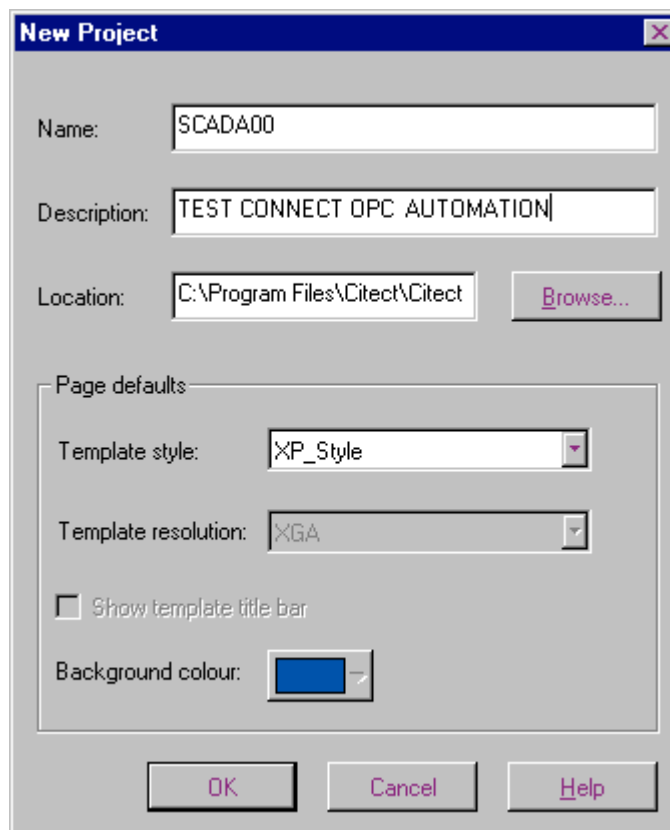 New Project
Name: SCADA00
Description: TEST CONNECT OPC AUTOMATION
Location: C:\Program Files\Citect\Citect Browse...
Page defaults
Template style: XP_Style
Template resolution: XGA
Show template title bar
Background colour:
OK Cancel Help